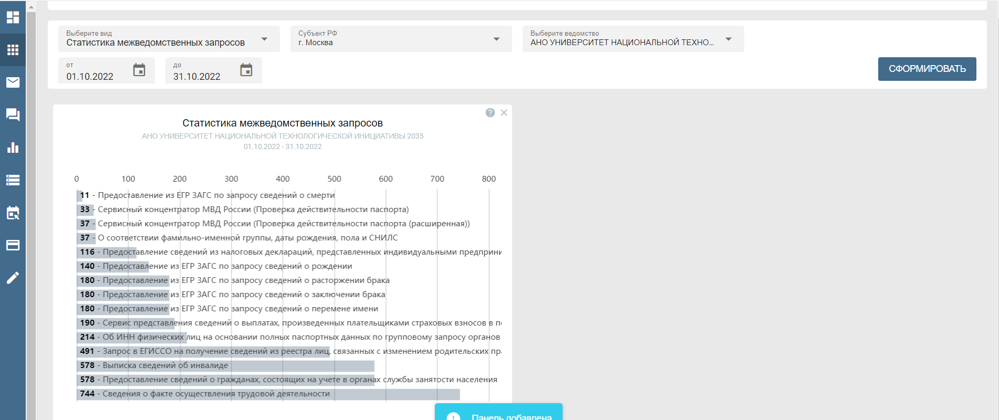 Выберите вид
Статистика межведомственных запросов
Субъект РФ
г. Москва
Выберите ведомство
АНО УНИВЕРСИТЕТ НАЦИОНАЛЬНОЙ ТЕХНО...
от
01.10.2022
до
31.10.2022
СФОРМИРОВАТЬ
Статистика межведомственных запросов
АНО УНИВЕРСИТЕТ НАЦИОНАЛЬНОЙ ТЕХНОЛОГИЧЕСКОЙ ИНИЦИАТИВЫ 2035
01.10.2022 - 31.10.2022
0 100 200 300 400 500 600 700 800
11 - Предоставление из ЕГР ЗАГС по запросу сведений о смерти
33 - Сервисный концентратор МВД России (Проверка действительности паспорта)
37 - Сервисный концентратор МВД России (Проверка действительности паспорта (расширенная))
37 - О соответствии фамильно-именной группы, даты рождения, пола и СНИЛС
116 - Предоставление сведений из налоговых деклараций, представленных индивидуальными предприни
140 - Предоставление из ЕГР ЗАГС по запросу сведений о рождении
180 - Предоставление из ЕГР ЗАГС по запросу сведений о расторжении брака
180 - Предоставление из ЕГР ЗАГС по запросу сведений о заключении брака
180 - Предоставление из ЕГР ЗАГС по запросу сведений о перемене имени
190 - Сервис представления сведений о выплатах, произведенных плательщиками страховых взносов в п
214 - Об ИНН физических лиц на основании полных паспортных данных по групповому запросу органов
491 - Запрос в ЕГИССО на получение сведений из реестра лиц, связанных с изменением родительских пра
578 - Выписка сведений об инвалиде
578 - Предоставление сведений о гражданах, состоящих на учете в органах службы занятости населения
744 - Сведения о факте осуществления трудовой деятельности
Панель добавлена